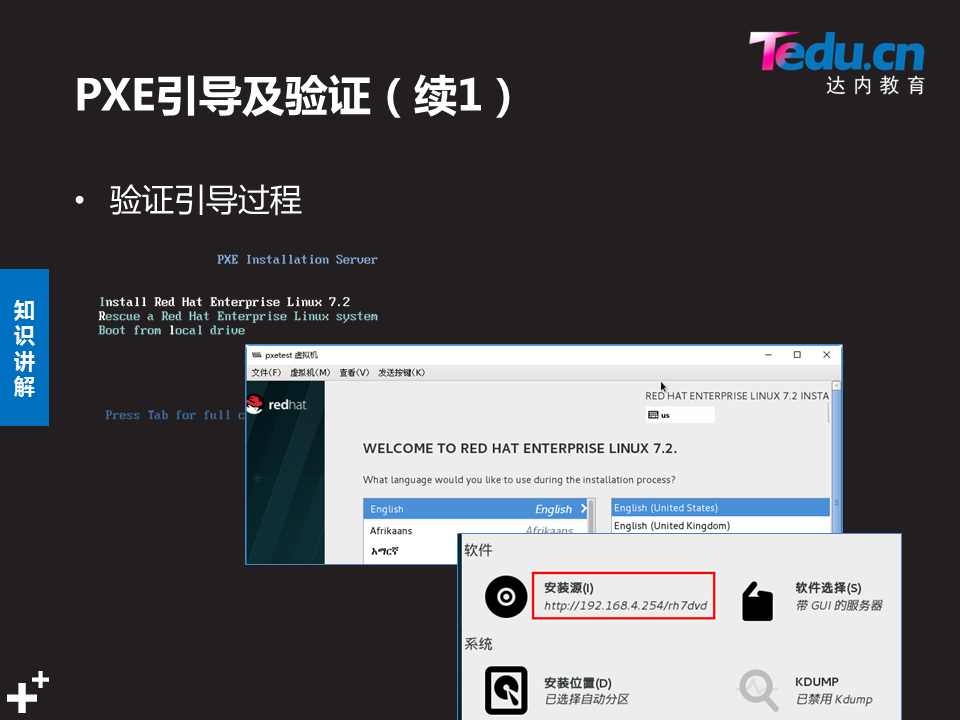 Tedu.cn
达内教育
PXE引导及验证（续1）
• 验证引导过程
知识讲解
PXE Installation Server
Install Red Hat Enterprise Linux 7.2
Rescue a Red Hat Enterprise Linux system
Boot from local drive
Press Tab for full c
pxetest 虚拟机
文件(F) 虚拟机(M) 查看(V) 发送按键(K)
redhat
RED HAT ENTERPRISE LINUX 7.2 INSTA
us
WELCOME TO RED HAT ENTERPRISE LINUX 7.2.
What language would you like to use during the installation process?
English English
Afrikaans Afrikaans
አማርኛ
English (United States)
English (United Kingdom)
软件
安装源(I)
http://192.168.4.254/rh7dvd
软件选择(S)
带 GUI 的服务器
系统
安装位置(D)
已选择自动分区
KDUMP
已禁用 Kdump